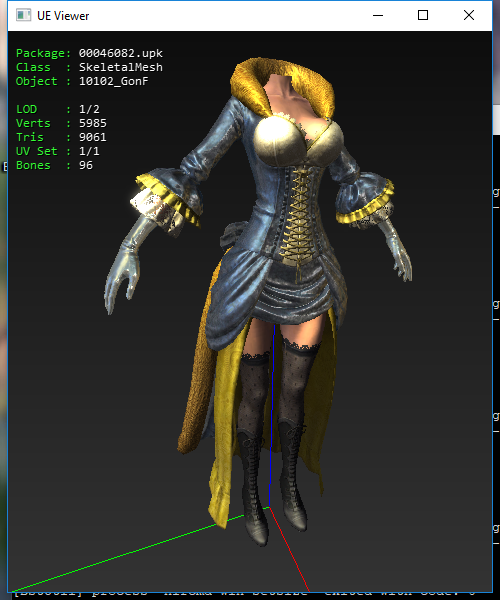 UE Viewer
Package: 00046082.upk
Class : SkeletalMesh
Object : 10102_GonF
LOD : 1/2
Verts : 5985
Tris : 9061
UV Set : 1/1
Bones : 96